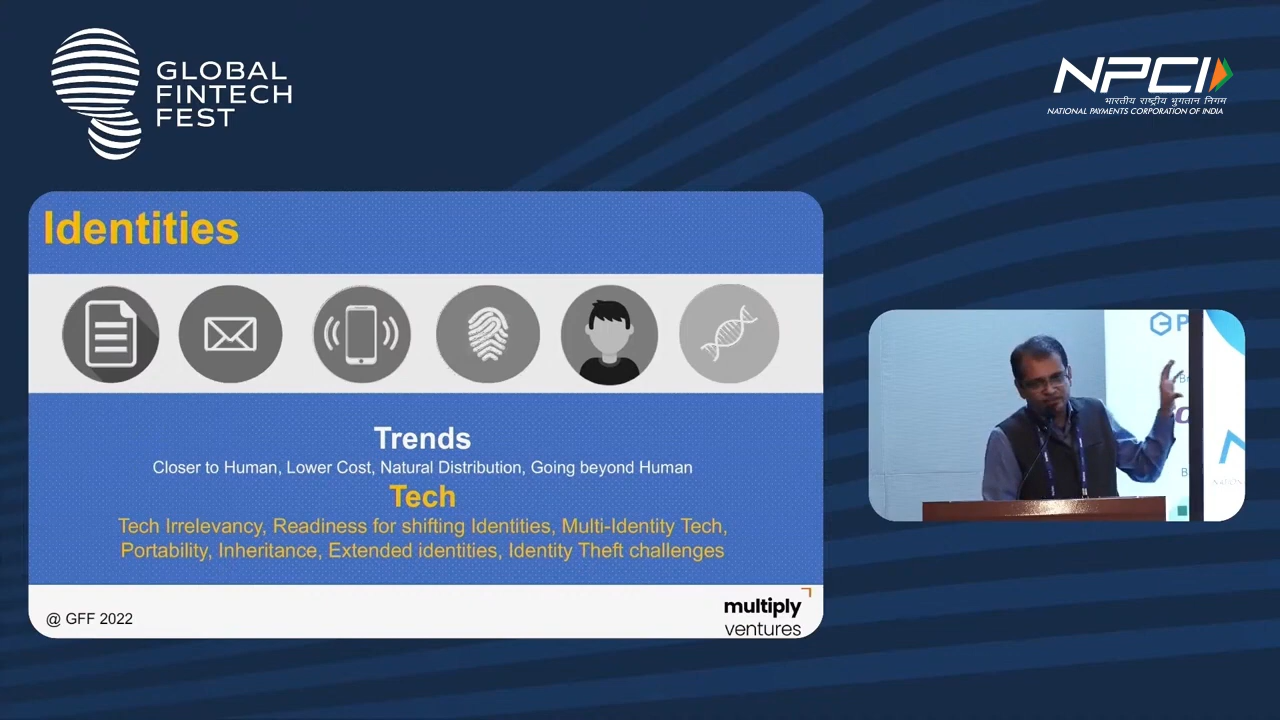 GLOBAL
FINTECH
FEST
NPCI
भारतीय राष्ट्रीय भुगतान निगम
NATIONAL PAYMENTS CORPORATION OF INDIA
Identities
Trends
Closer to Human, Lower Cost, Natural Distribution, Going beyond Human
Tech
Tech Irrelevancy, Readiness for shifting Identities, Multi-Identity Tech,
Portability, Inheritance, Extended identities, Identity Theft challenges
@ GFF 2022
multiply
ventures